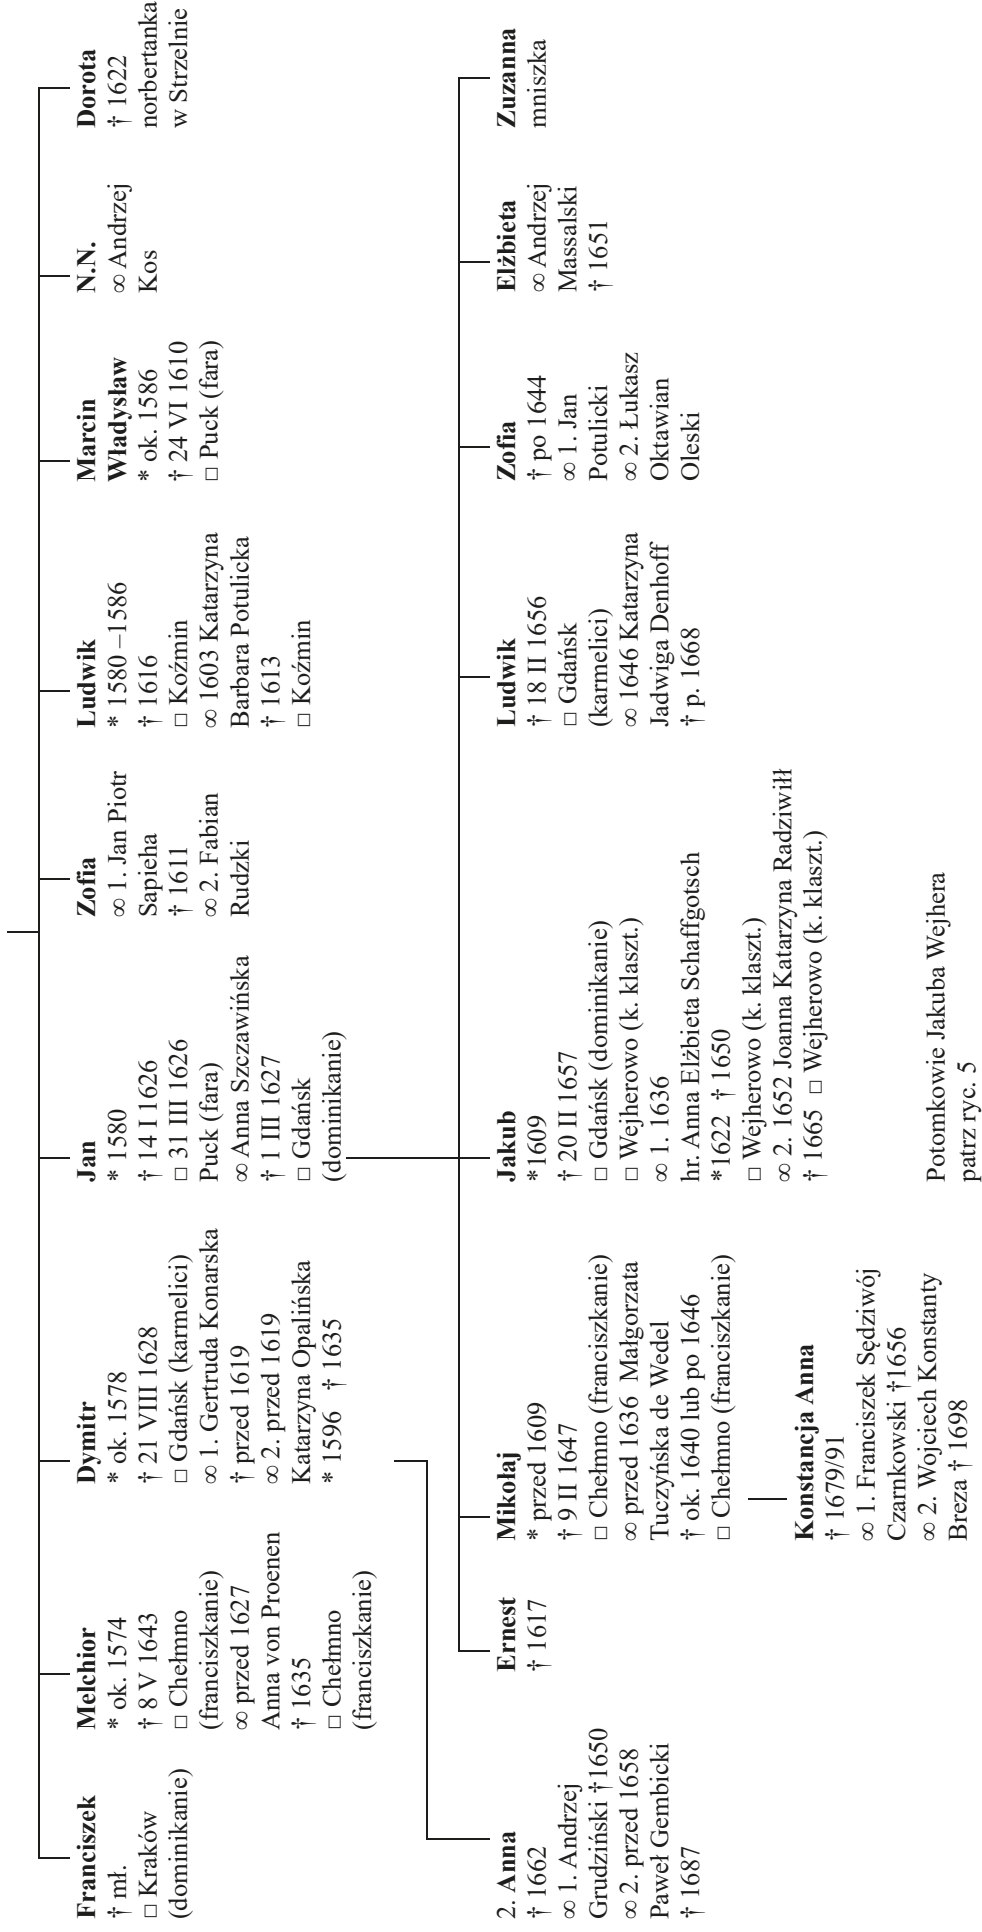 Franciszek
† mł.
□ Kraków
(dominikanie)
Melchior
* ok. 1574
† 8 V 1643
□ Chełmno
(franciszkanie)
∞ przed 1627
Anna von Proenen
† 1635
□ Chełmno
(franciszkanie)
Dymitr
* ok. 1578
† 21 VIII 1628
□ Gdańsk (karmelici)
∞ 1. Gertruda Konarska
† przed 1619
∞ 2. przed 1619
Katarzyna Opalińska
* 1596 † 1635
Jan
* 1580
† 14 I 1626
□ 31 III 1626
Puck (fara)
∞ Anna Szczawińska
† 1 III 1627
□ Gdańsk
(dominikanie)
Zofia
∞ 1. Jan Piotr
Sapieha
† 1611
∞ 2. Fabian
Rudzki
Ludwik
* 1580 –1586
† 1616
□ Koźmin
∞ 1603 Katarzyna
Barbara Potulicka
† 1613
□ Koźmin
Marcin
Władysław
* ok. 1586
† 24 VI 1610
□ Puck (fara)
N.N.
∞ Andrzej
Kos
Dorota
† 1622
norbertanka
w Strzelnie
2. Anna
† 1662
∞ 1. Andrzej
Grudziński †1650
∞ 2. przed 1658
Paweł Gembicki
† 1687
Ernest
† 1617
Mikołaj
* przed 1609
† 9 II 1647
□ Chełmno (franciszkanie)
∞ przed 1636 Małgorzata
Tuczyńska de Wedel
† ok. 1640 lub po 1646
□ Chełmno (franciszkanie)
Konstancja Anna
† 1679/91
∞ 1. Franciszek Sędziwój
Czarnkowski †1656
∞ 2. Wojciech Konstanty
Breza † 1698
Jakub
*1609
† 20 II 1657
□ Gdańsk (dominikanie)
□ Wejherowo (k. klaszt.)
∞ 1. 1636
hr. Anna Elżbieta Schaffgotsch
*1622 † 1650
□ Wejherowo (k. klaszt.)
∞ 2. 1652 Joanna Katarzyna Radziwiłł
† 1665 □ Wejherowo (k. klaszt.)
Potomkowie Jakuba Wejhera
patrz ryc. 5
Ludwik
† 18 II 1656
□ Gdańsk
(karmelici)
∞ 1646 Katarzyna
Jadwiga Denhoff
† p. 1668
Zofia
† po 1644
∞ 1. Jan
Potulicki
∞ 2. Łukasz
Oktawian
Oleski
Elżbieta
∞ Andrzej
Massalski
† 1651
Zuzanna
mniszka